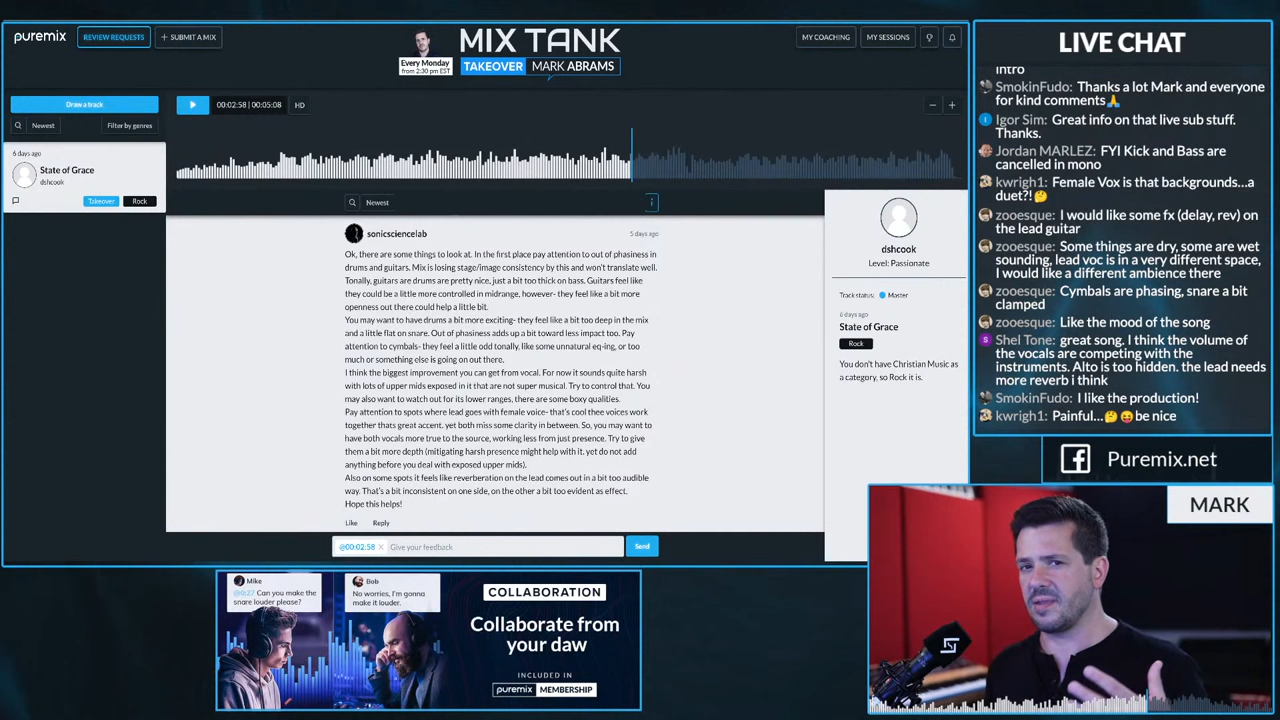 puremix
REVIEW REQUESTS
+ SUBMIT A MIX
Every Monday
from 2:30 pm EST
MIX TANK
TAKEOVER MARK ABRAMS
MY COACHING
MY SESSIONS
Draw a track
Newest
Filter by genres
6 days ago
State of Grace
dshcook
Takeover
Rock
00:02:58 | 00:05:08
HD
Newest
sonicsciencelab
5 days ago
Ok, there are some things to look at. In the first place pay attention to out of phasiness in
drums and guitars. Mix is losing stage/image consistency by this and won't translate well.
Tonally, guitars are drums are pretty nice, just a bit too thick on bass. Guitars feel like
they could be a little more controlled in midrange, however- they feel like a bit more
openness out there could help a little bit.
You may want to have drums a bit more exciting- they feel like a bit too deep in the mix
and a little flat on snare. Out of phasiness adds up a bit toward less impact too. Pay
attention to cymbals- they feel a little odd tonally, like some unnatural eq-ing, or too
much or something else is going on out there.
I think the biggest improvement you can get from vocal. For now it sounds quite harsh
with lots of upper mids exposed in it that are not super musical. Try to control that. You
may also want to watch out for its lower ranges, there are some boxy qualities.
Pay attention to spots where lead goes with female voice- that's cool thee voices work
together thats great accent. yet both miss some clarity in between. So, you may want to
have both vocals more true to the source, working less from just presence. Try to give
them a bit more depth (mitigating harsh presence might help with it. yet do not add
anything before you deal with exposed upper mids).
Also on some spots it feels like reverberation on the lead comes out in a bit too audible
way. That's a bit inconsistent on one side, on the other a bit too evident as effect.
Hope this helps!
Like
Reply
@00:02:58 ×
Give your feedback
Send
dshcook
Level: Passionate
Track status: Master
6 days ago
State of Grace
Rock
You don't have Christian Music as
a category, so Rock it is.
LIVE CHAT
intro
SmokinFudo: Thanks a lot Mark and everyone
for kind comments🙏
Igor Sim: Great info on that live sub stuff.
Thanks.
Jordan MARLEZ: FYI Kick and Bass are
cancelled in mono
kwrigh1: Female Vox is that backgrounds…a
duet?!🤔
zooesque: I would like some fx (delay, rev) on
the lead guitar
zooesque: Some things are dry, some are wet
sounding, lead voc is in a very different space,
I would like a different ambience there
zooesque: Cymbals are phasing, snare a bit
clamped
zooesque: Like the mood of the song
Shel Tone: great song. I think the volume of
the vocals are competing with the
instruments. Alto is too hidden. the lead needs
more reverb i think
SmokinFudo: I like the production!
kwrigh1: Painful…🤔😝be nice
Puremix.net
MARK
Mike
@0:27 Can you make the
snare louder please?
Bob
No worries, I'm gonna
make it louder.
COLLABORATION
Collaborate from
your daw
INCLUDED IN
puremix MEMBERSHIP